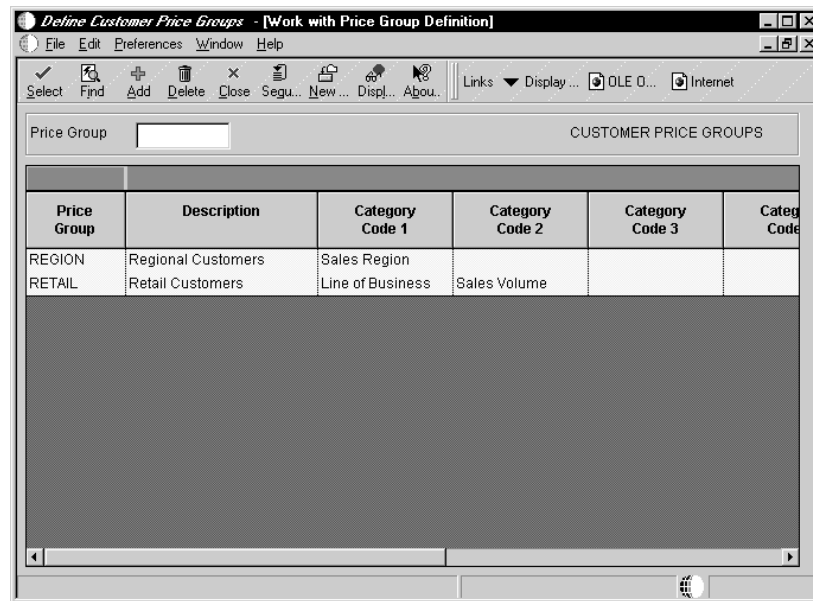 Define Customer Price Groups - [Work with Price Group Definition]
File Edit Preferences Window Help
Select Find Add Delete Close Segu... New ... Displ... Abou.. Links Display ... OLE O... Internet
Price Group CUSTOMER PRICE GROUPS
Price Group Description Category Code 1 Category Code 2 Category Code 3 Categ Code
REGION Regional Customers Sales Region
RETAIL Retail Customers Line of Business Sales Volume